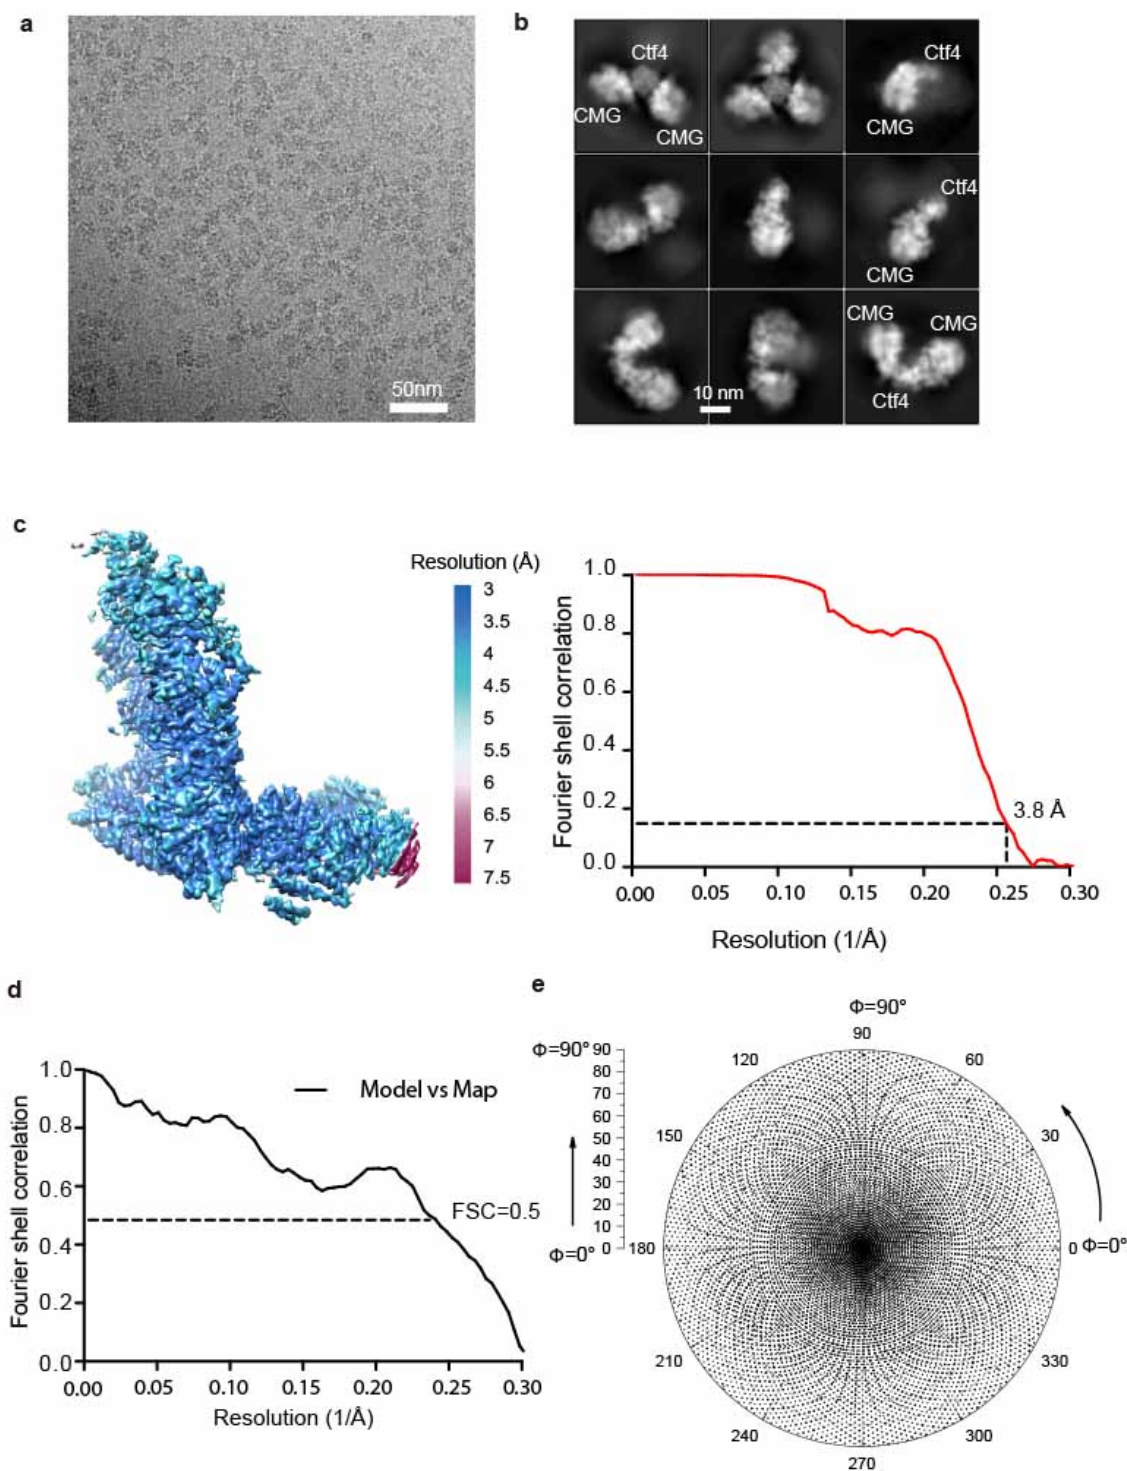 a
50nm
b
Ctf4
CMG
CMG
Ctf4
CMG
Ctf4
CMG
10 nm
CMG
CMG
Ctf4
c
Resolution (Å)
3
3.5
4
4.5
5
5.5
6
6.5
7
7.5
Fourier shell correlation
1.0
0.8
0.6
0.4
0.2
0.0
3.8 Å
0.00 0.05 0.10 0.15 0.20 0.25 0.30
Resolution (1/Å)
d
Fourier shell correlation
1.0
0.8
0.6
0.4
0.2
0.0
Model vs Map
FSC=0.5
0.00 0.05 0.10 0.15 0.20 0.25 0.30
Resolution (1/Å)
e
Φ=90°
Φ=90°
90
80
70
60
50
40
30
20
10
0
Φ=0°
90
60
30
0
Φ=0°
330
300
270
240
210
180
150
120